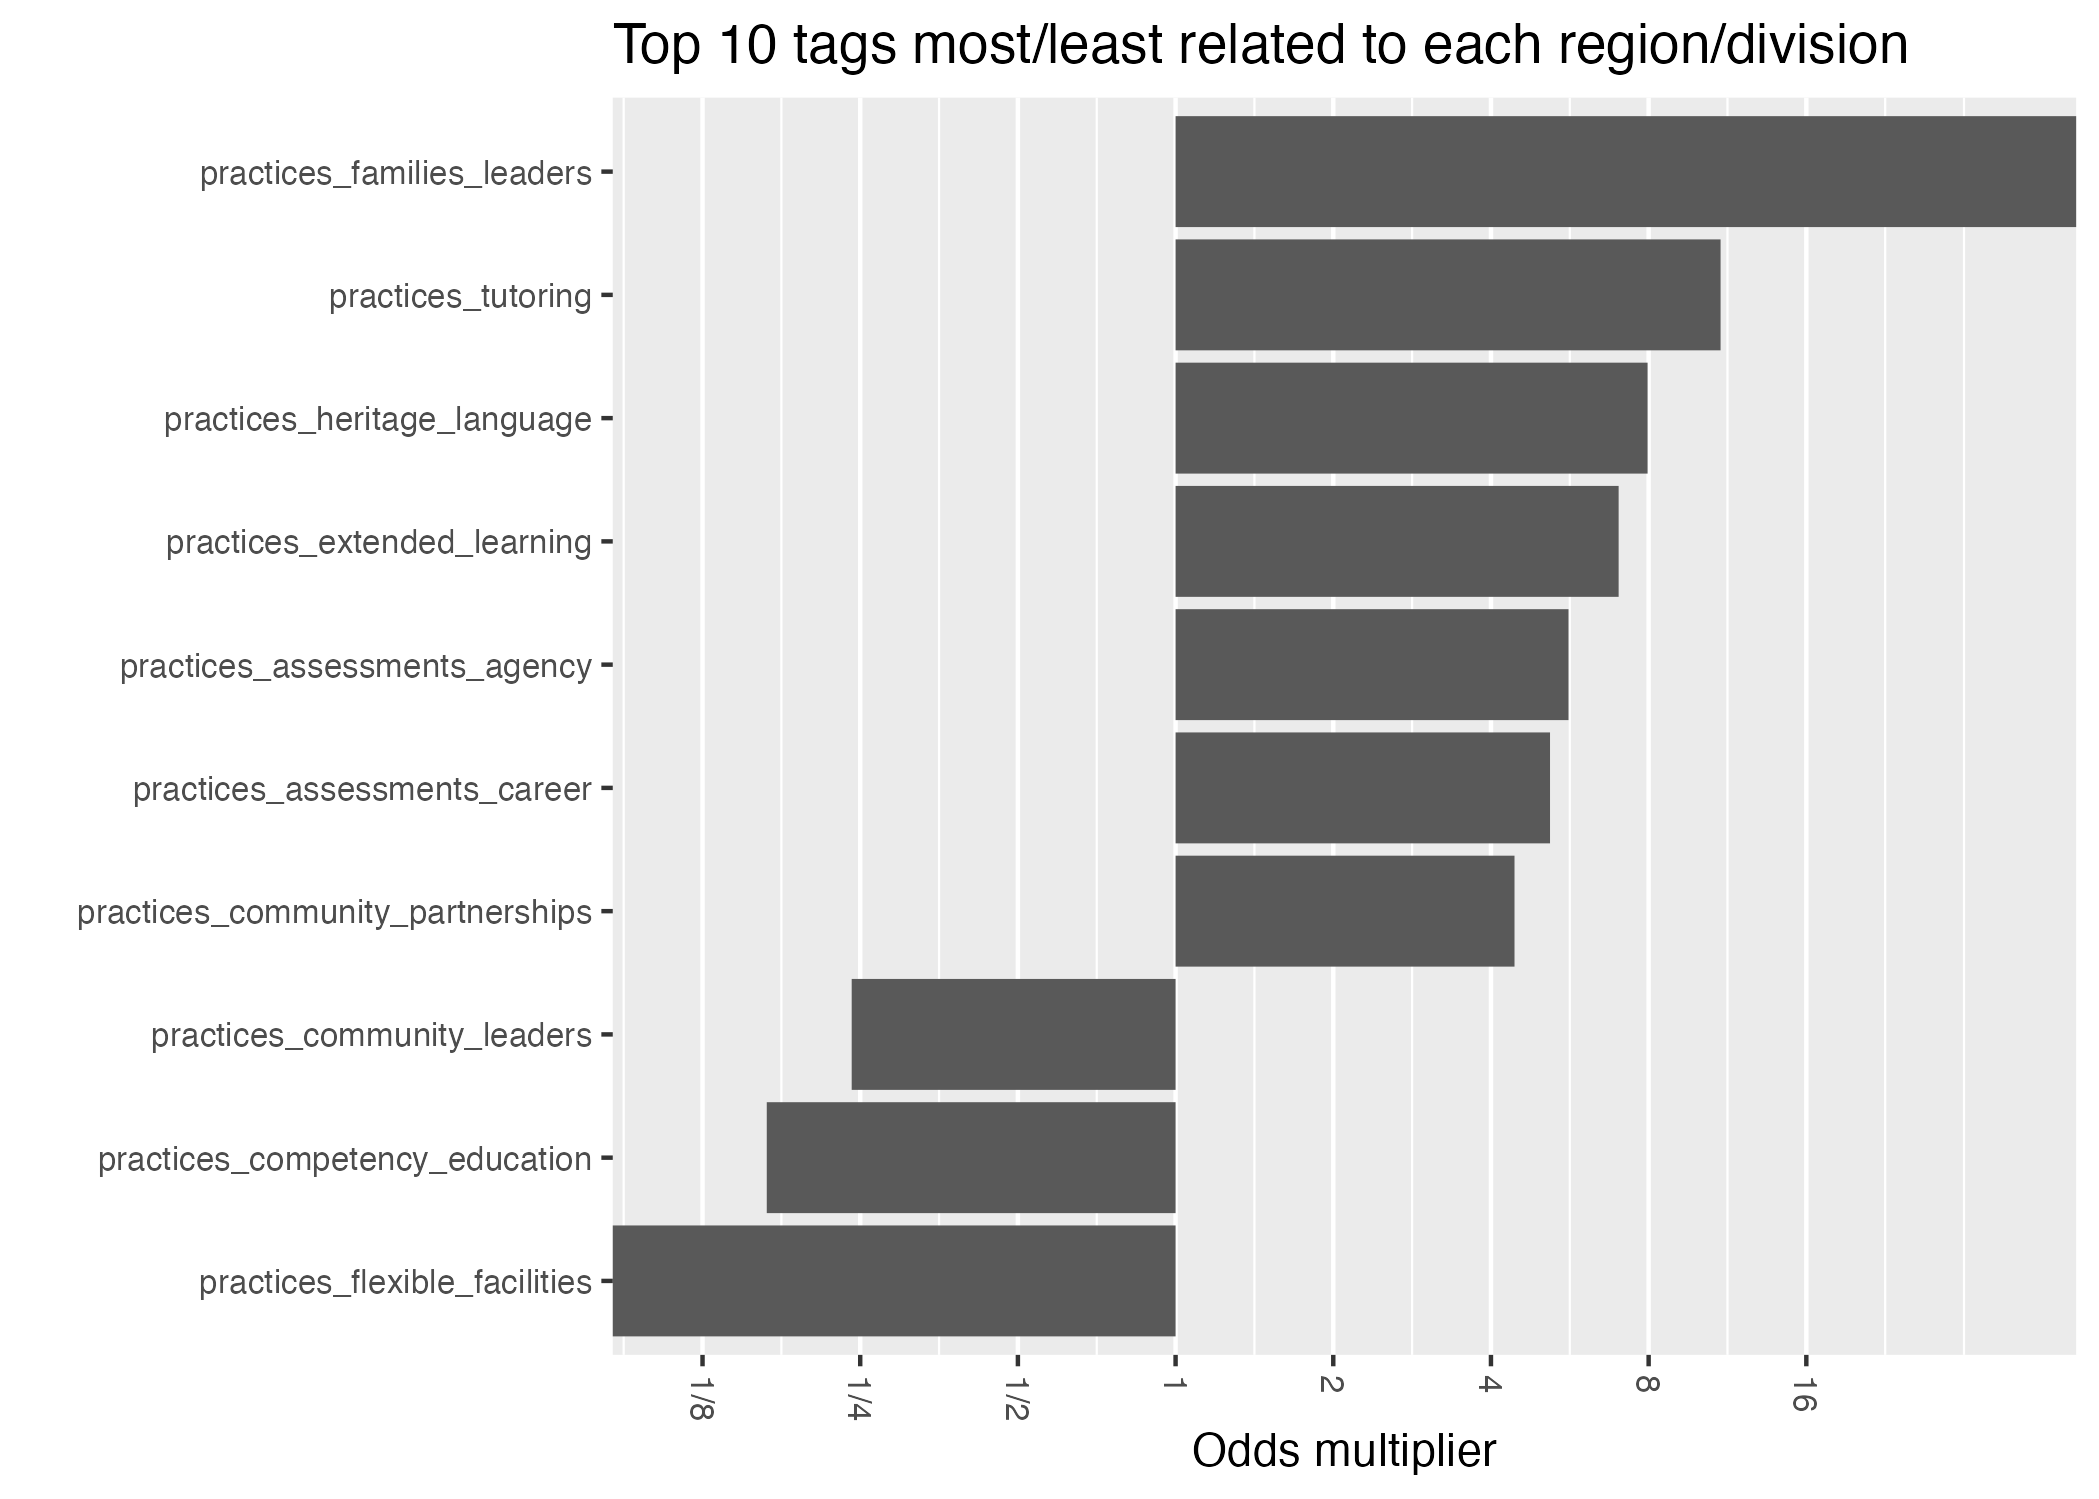 Top 10 tags most/least related to each region/division
practices_families_leaders
practices_tutoring
practices_heritage_language
practices_extended_learning
practices_assessments_agency
practices_assessments_career
practices_community_partnerships
practices_community_leaders
practices_competency_education
practices_flexible_facilities
1/8
1/4
1/2
1
2
4
8
16
Odds multiplier